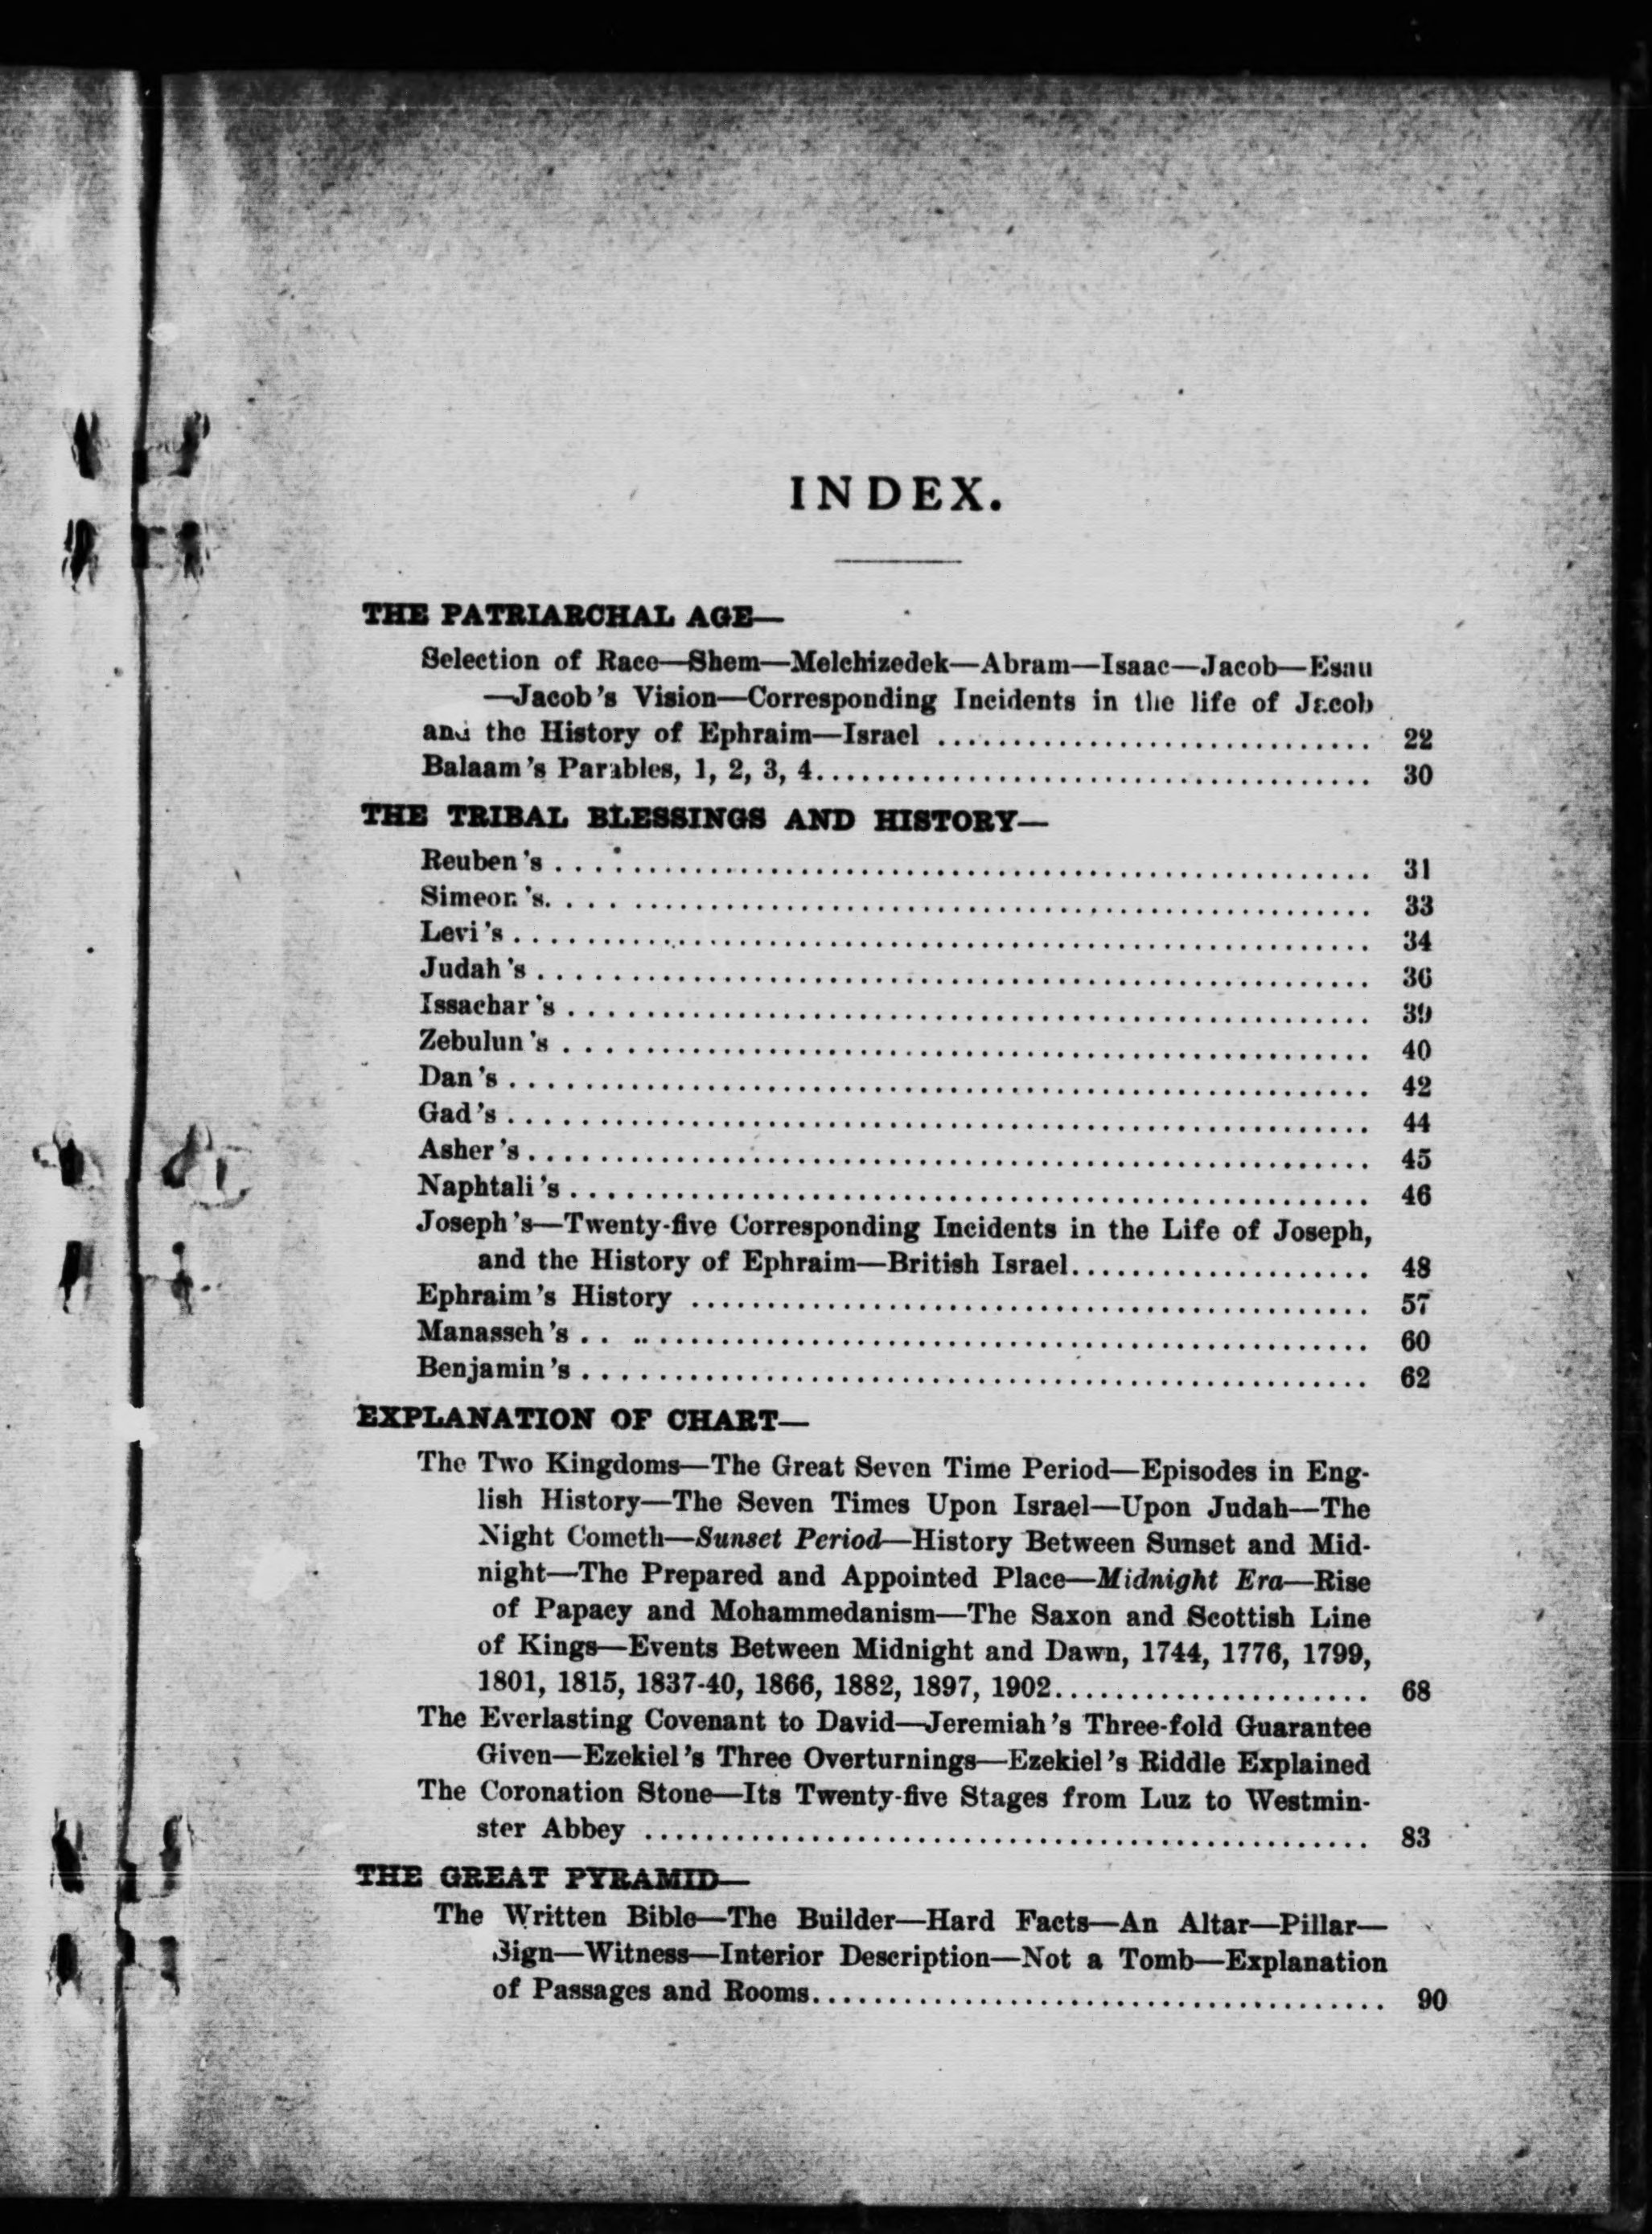 INDEX.
THE PATRIARCHAL AGE—
Selection of Race—Shem—Melchizedek—Abram—Isaac—Jacob—Esau
—Jacob's Vision—Corresponding Incidents in the life of Jacob
and the History of Ephraim—Israel ............................ 22
Balaam's Parables, 1, 2, 3, 4.................................... 30
THE TRIBAL BLESSINGS AND HISTORY—
Reuben's ..................................................... 31
Simeon's..................................................... 33
Levi's ........................................................ 34
Judah's ...................................................... 36
Issachar's .................................................... 39
Zebulun's .................................................... 40
Dan's ........................................................ 42
Gad's ........................................................ 44
Asher's ...................................................... 45
Naphtali's .................................................... 46
Joseph's—Twenty-five Corresponding Incidents in the Life of Joseph,
and the History of Ephraim—British Israel.................... 48
Ephraim's History ............................................ 57
Manasseh's .................................................. 60
Benjamin's ................................................... 62
EXPLANATION OF CHART—
The Two Kingdoms—The Great Seven Time Period—Episodes in Eng-
lish History—The Seven Times Upon Israel—Upon Judah—The
Night Cometh—Sunset Period—History Between Sunset and Mid-
night—The Prepared and Appointed Place—Midnight Era—Rise
of Papacy and Mohammedanism—The Saxon and Scottish Line
of Kings—Events Between Midnight and Dawn, 1744, 1776, 1799,
1801, 1815, 1837-40, 1866, 1882, 1897, 1902..................... 68
The Everlasting Covenant to David—Jeremiah's Three-fold Guarantee
Given—Ezekiel's Three Overturnings—Ezekiel's Riddle Explained
The Coronation Stone—Its Twenty-five Stages from Luz to Westmin-
ster Abbey ............................................... 83
THE GREAT PYRAMID—
The Written Bible—The Builder—Hard Facts—An Altar—Pillar—
Sign—Witness—Interior Description—Not a Tomb—Explanation
of Passages and Rooms..................................... 90